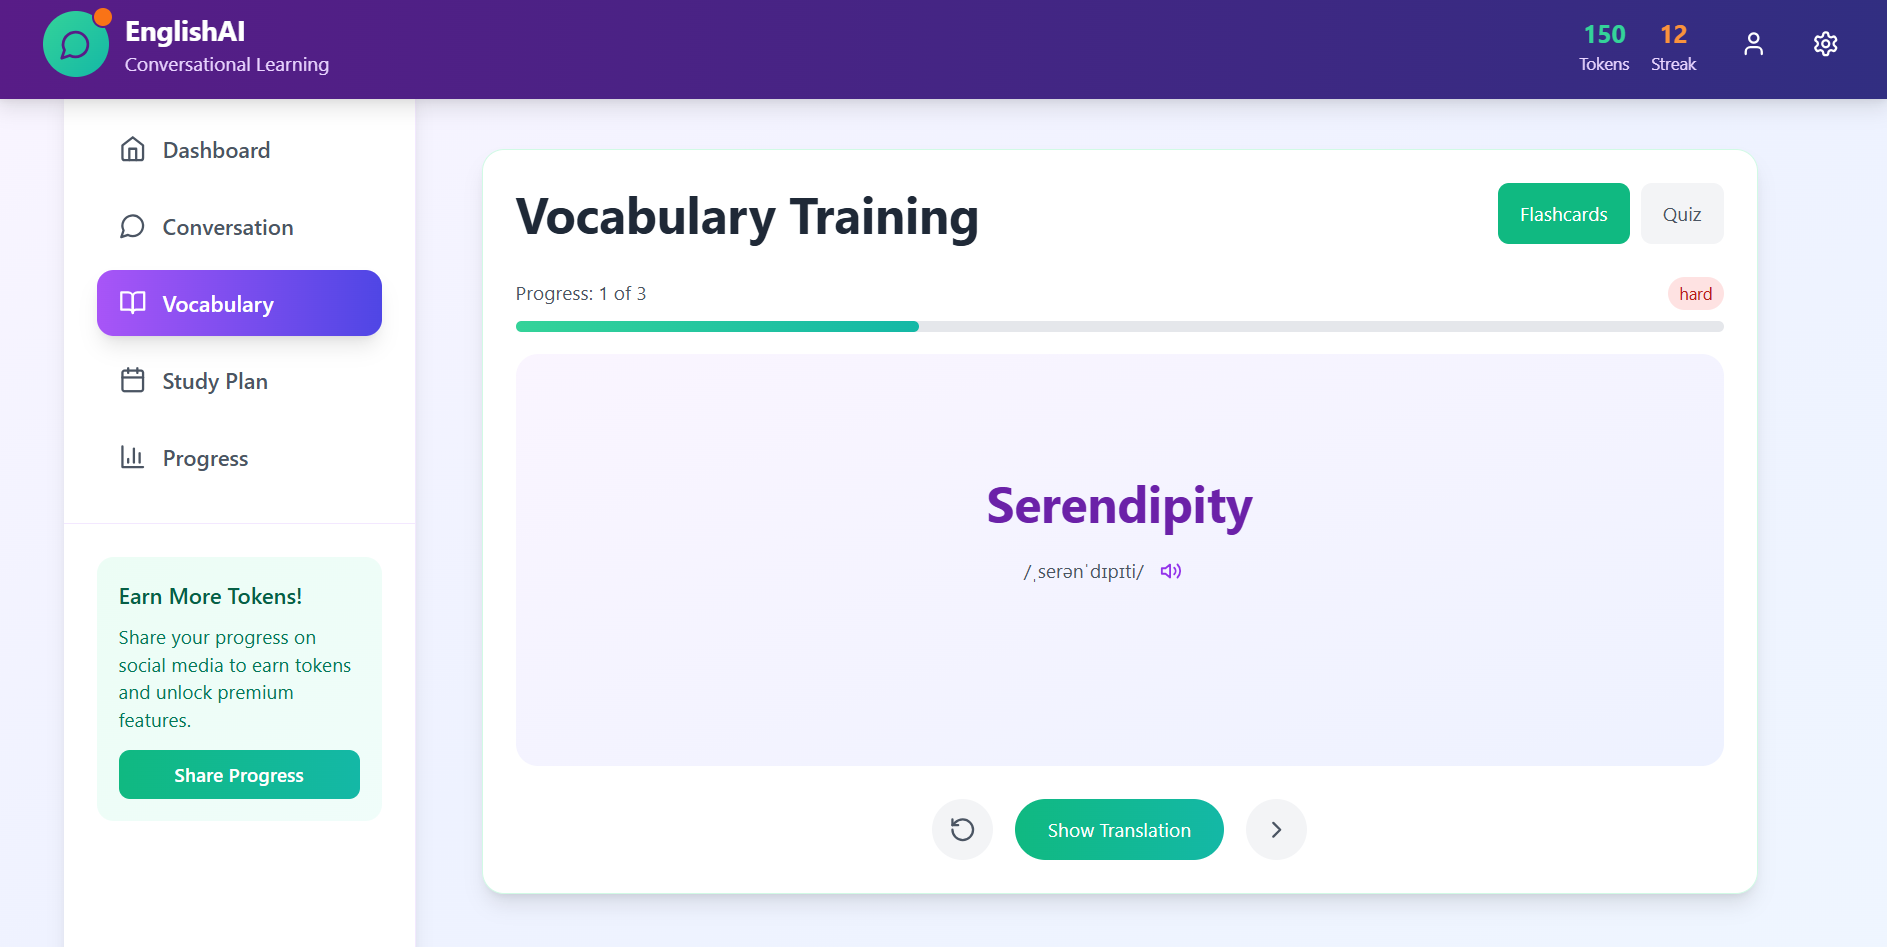 EnglishAI
Conversational Learning
150
Tokens
12
Streak
Dashboard
Conversation
Vocabulary
Study Plan
Progress
Earn More Tokens!
Share your progress on
social media to earn tokens
and unlock premium
features.
Share Progress
Vocabulary Training
Flashcards
Quiz
Progress: 1 of 3
hard
Serendipity
/ˌserənˈdɪpɪti/
Show Translation